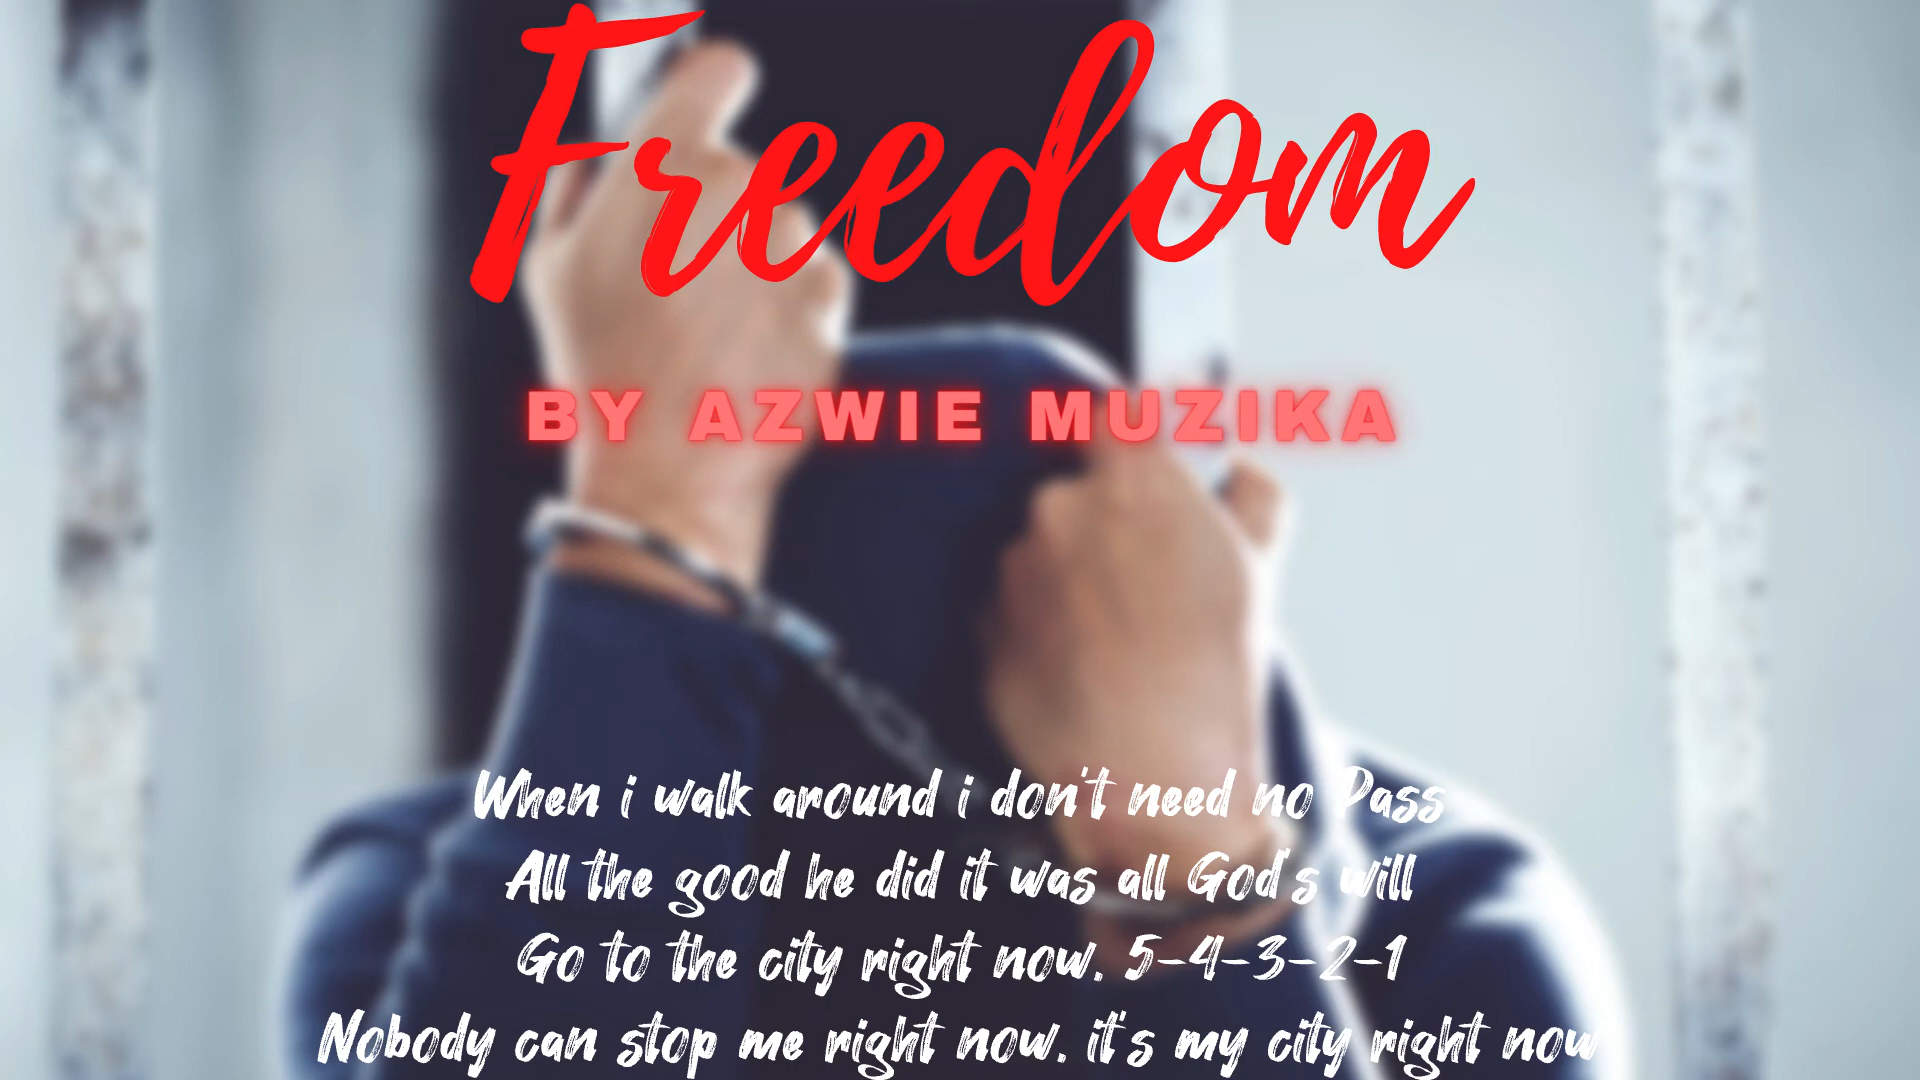 Freedom
BY AZWIE MUZIKA
When i walk around i don't need no Pass
All the good he did it was all God's will
Go to the city right now. 5-4-3-2-1
Nobody can stop me right now. it's my city right now